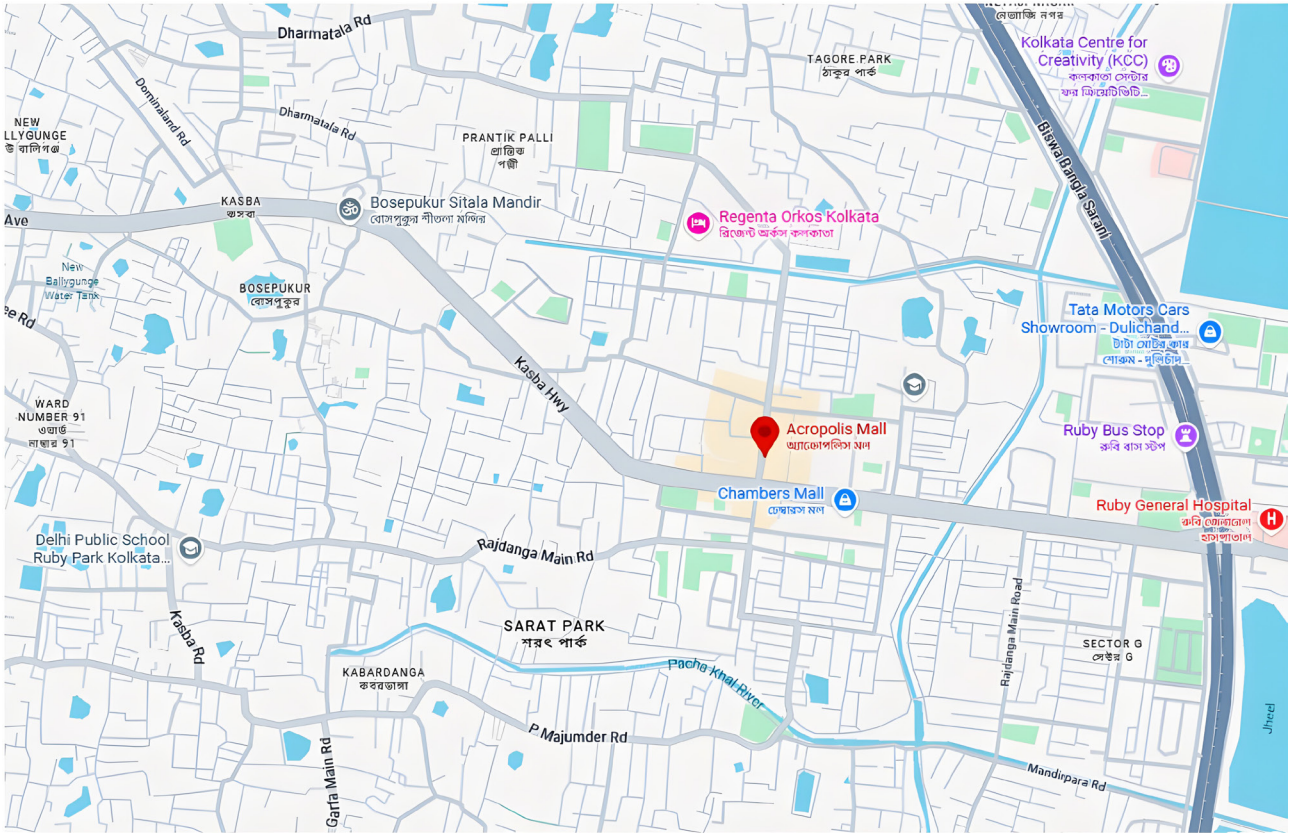 Dharmatala Rd
নেতাজি নগর
Kolkata Centre for
Creativity (KCC)
কলকাতা সেন্টার
ফর ক্রিয়েটিভিটি...
TAGORE PARK
ঠাকুর পার্ক
Dominaland Rd
Dharmatala Rd
NEW
LLYGUNGE
উ বালিগঞ্জ
PRANTIK PALLI
প্রান্তিক
পল্লী
Biswa Bangla Sarani
KASBA
কসবা
Bosepukur Sitala Mandir
বোসপুকুর শীতলা মন্দির
Ave
Regenta Orkos Kolkata
রিজেন্ট অর্কস কলকাতা
New
Ballygunge
Water Tank
BOSEPUKUR
বোসপুকুর
ee Rd
Tata Motors Cars
Showroom - Dulichand...
টাটা মোটর কার
শোরুম - দুলিচাঁদ...
Kasba Hwy
WARD
NUMBER 91
ওয়ার্ড
নাম্বার 91
Acropolis Mall
অ্যাক্রোপলিস মল
Ruby Bus Stop
রুবি বাস স্টপ
Chambers Mall
চেম্বারস মল
Ruby General Hospital
রুবি জেনারেল
হাসপাতাল
Delhi Public School
Ruby Park Kolkata...
Rajdanga Main Rd
Kasba Rd
SARAT PARK
শরৎ পার্ক
Rajdanga Main Road
SECTOR G
সেক্টর G
KABARDANGA
কবরডাঙ্গা
Pacha Khal River
P Majumder Rd
Garfa Main Rd
Mandirpara Rd
Jheel